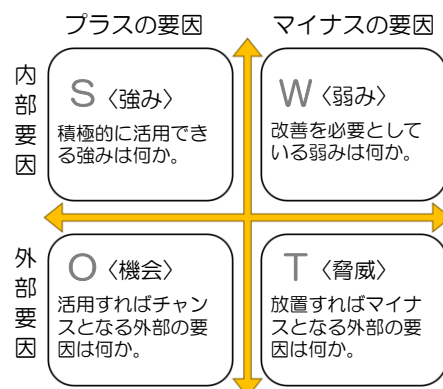 プラスの要因
マイナスの要因
内部要因
S〈強み〉
積極的に活用でき
る強みは何か。
W〈弱み〉
改善を必要として
いる弱みは何か。
外部要因
O〈機会〉
活用すればチャン
スとなる外部の要
因は何か。
T〈脅威〉
放置すればマイナ
スとなる外部の要
因は何か。